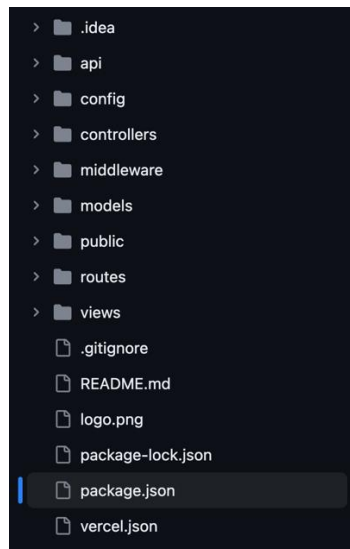 .idea
api
config
controllers
middleware
models
public
routes
views
.gitignore
README.md
logo.png
package-lock.json
package.json
vercel.json